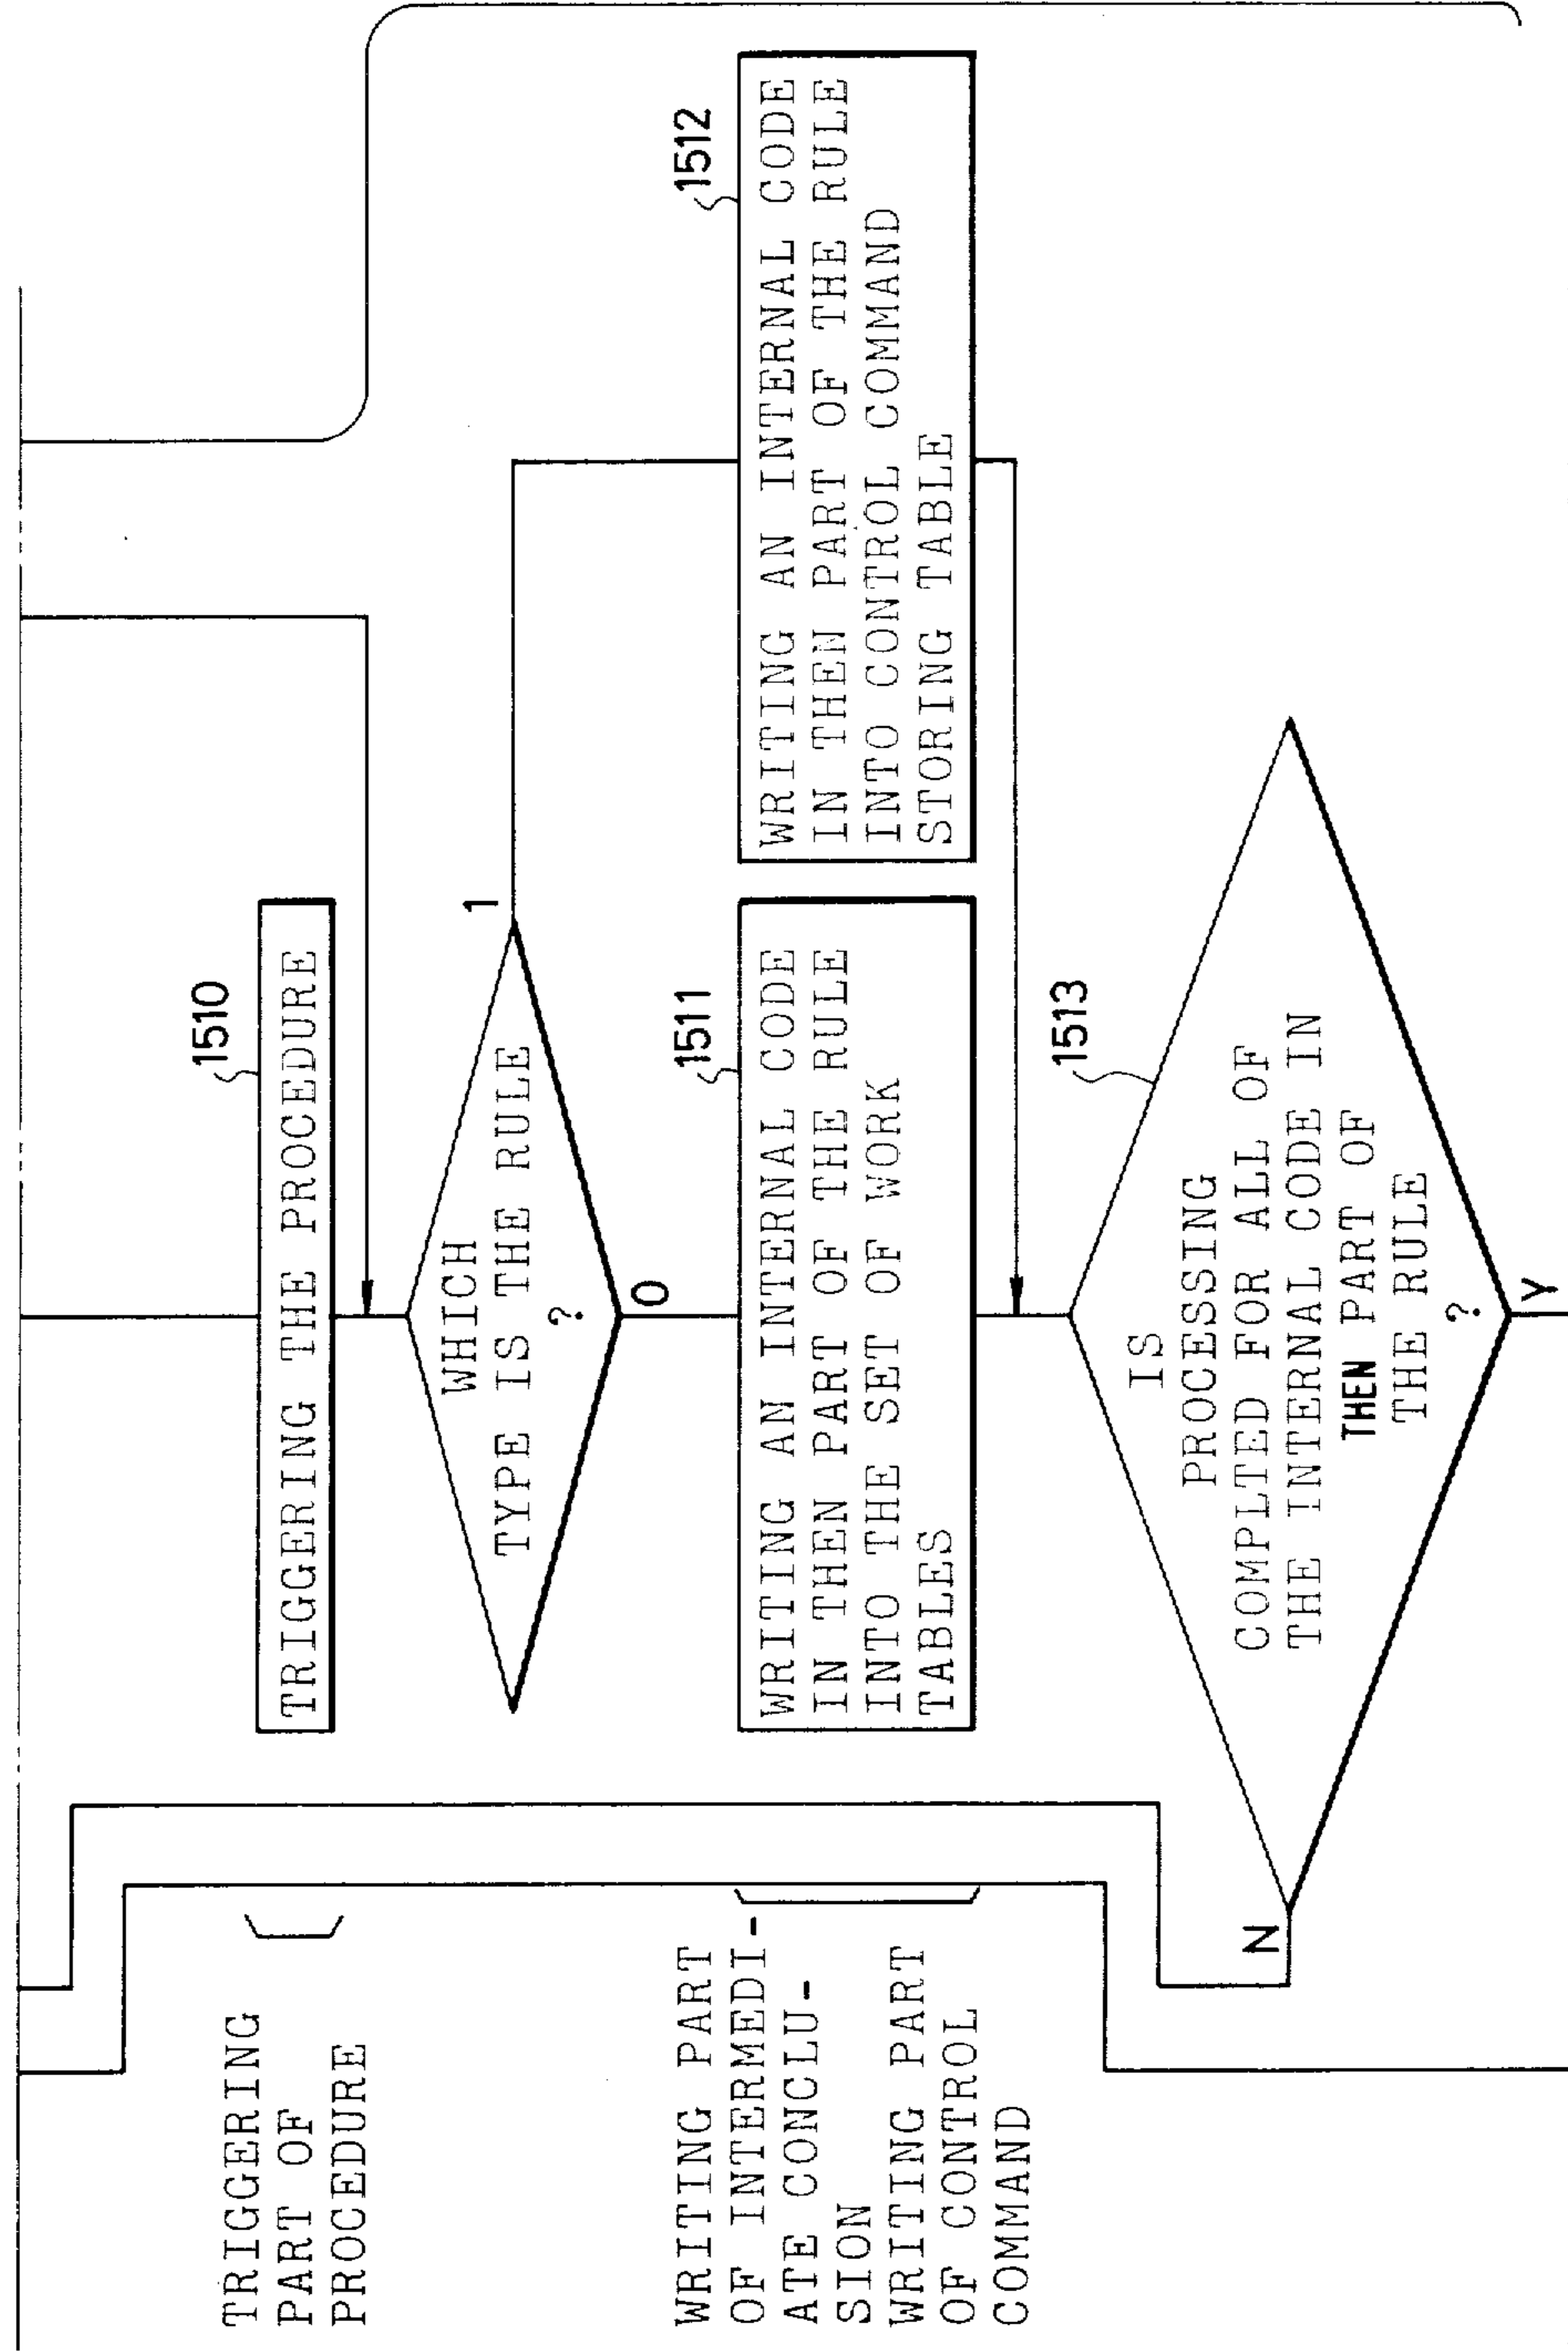 TRIGGERING
PART OF
PROCEDURE
1510
TRIGGERING THE PROCEDURE
WHICH
TYPE IS THE RULE
?
1
0
WRITING PART
OF INTERMEDI-
ATE CONCLU-
SION
WRITING PART
OF CONTROL
COMMAND
1511
WRITING AN INTERNAL CODE
IN THEN PART OF THE RULE
INTO THE SET OF WORK
TABLES
1512
WRITING AN INTERNAL CODE
IN THEN PART OF THE RULE
INTO CONTROL COMMAND
STORING TABLE
1513
IS
PROCESSING
COMPLTED FOR ALL OF
THE INTERNAL CODE IN
THEN PART OF
THE RULE
?
N
Y